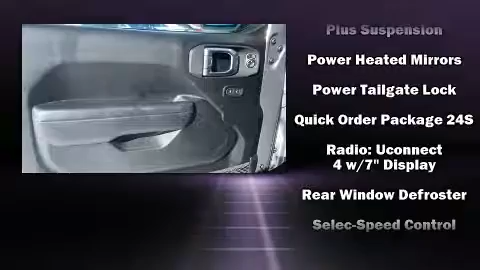 Plus Suspension
Power Heated Mirrors
Power Tailgate Lock
Quick Order Package 24S
Radio: Uconnect
4 w/7" Display
Rear Window Defroster
Selec-Speed Control